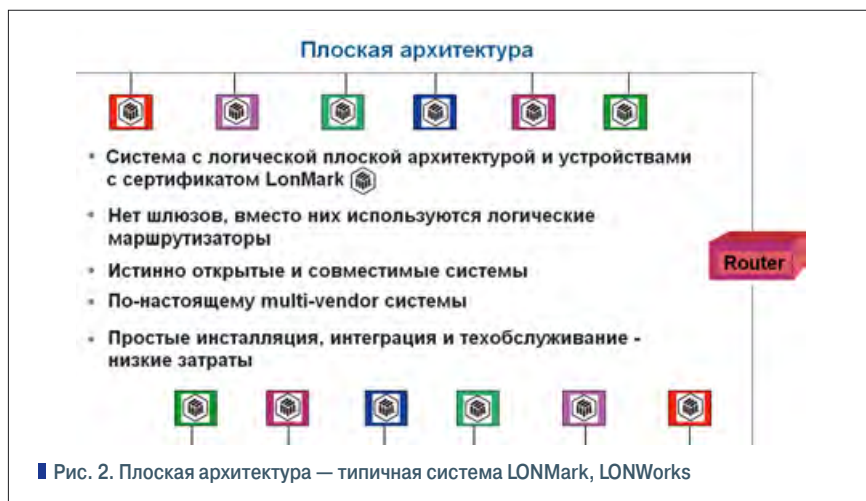 Плоская архитектура
• Система с логической плоской архитектурой и устройствами
с сертификатом LonMark
• Нет шлюзов, вместо них используются логические
маршрутизаторы
• Истинно открытые и совместимые системы
Router
• По-настоящему multi-vendor системы
• Простые инсталляция, интеграция и техобслуживание -
низкие затраты
Рис. 2. Плоская архитектура — типичная система LONMark, LONWorks